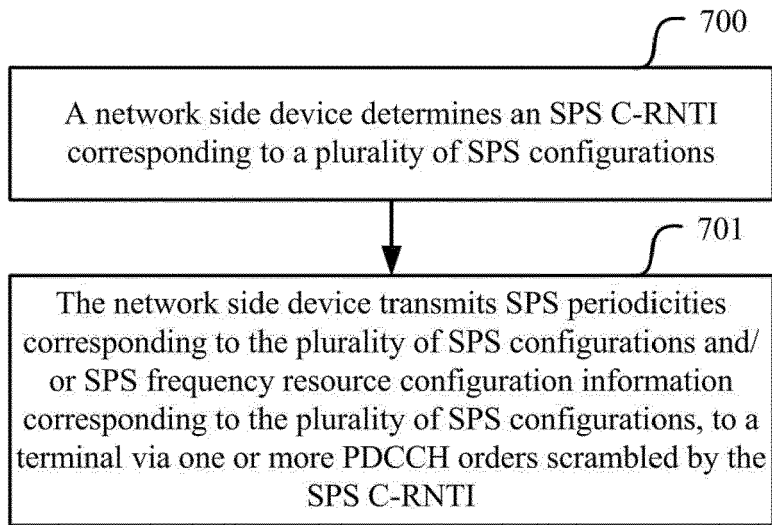 700
A network side device determines an SPS C-RNTI
corresponding to a plurality of SPS configurations
701
The network side device transmits SPS periodicities
corresponding to the plurality of SPS configurations and/
or SPS frequency resource configuration information
corresponding to the plurality of SPS configurations, to a
terminal via one or more PDCCH orders scrambled by the
SPS C-RNTI